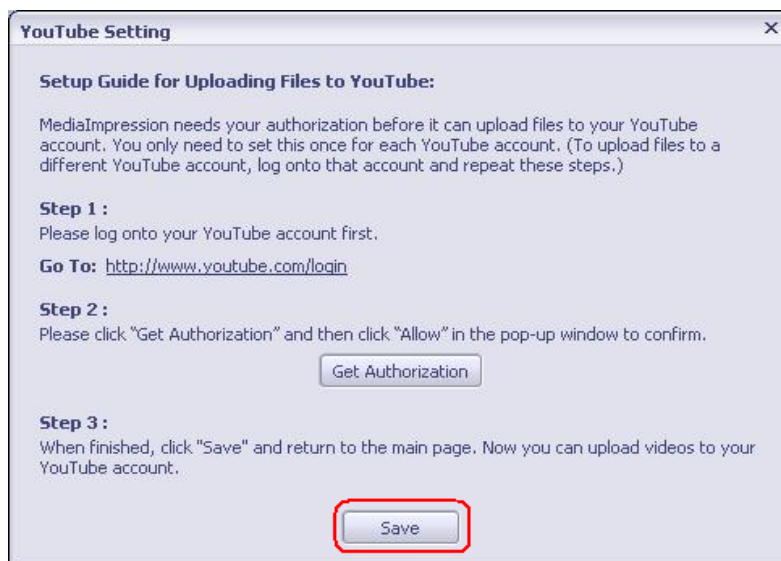 YouTube Setting
Setup Guide for Uploading Files to YouTube:
MediaImpression needs your authorization before it can upload files to your YouTube
account. You only need to set this once for each YouTube account. (To upload files to a
different YouTube account, log onto that account and repeat these steps.)
Step 1 :
Please log onto your YouTube account first.
Go To: http://www.youtube.com/login
Step 2 :
Please click “Get Authorization” and then click “Allow” in the pop-up window to confirm.
Get Authorization
Step 3 :
When finished, click "Save" and return to the main page. Now you can upload videos to your
YouTube account.
Save